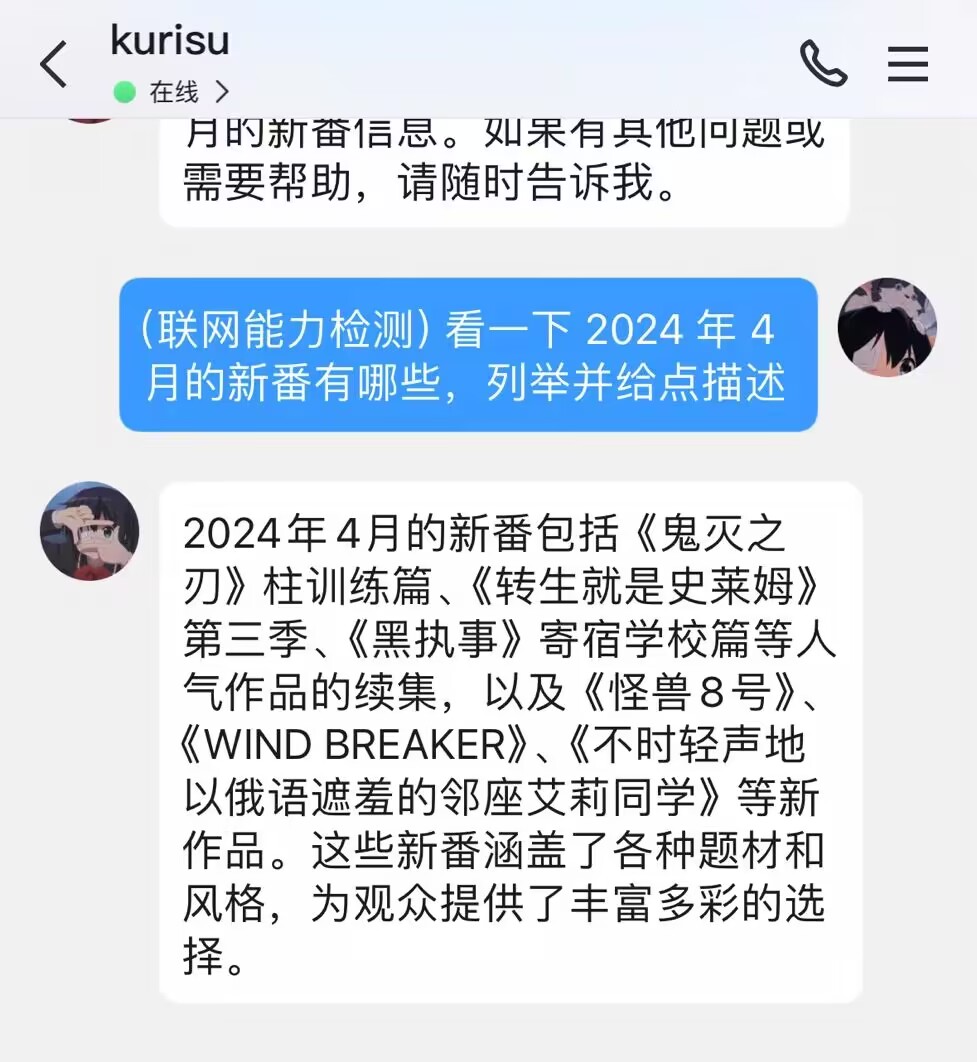 kurisu
在线
月的新番信息。如果有其他问题或
需要帮助，请随时告诉我。
（联网能力检测）看一下 2024 年 4
月的新番有哪些，列举并给点描述
2024年4月的新番包括《鬼灭之
刃》柱训练篇、《转生就是史莱姆》
第三季、《黑执事》寄宿学校篇等人
气作品的续集，以及《怪兽8号》、
《WIND BREAKER》、《不时轻声地
以俄语遮羞的邻座艾莉同学》等新
作品。这些新番涵盖了各种题材和
风格，为观众提供了丰富多彩的选
择。